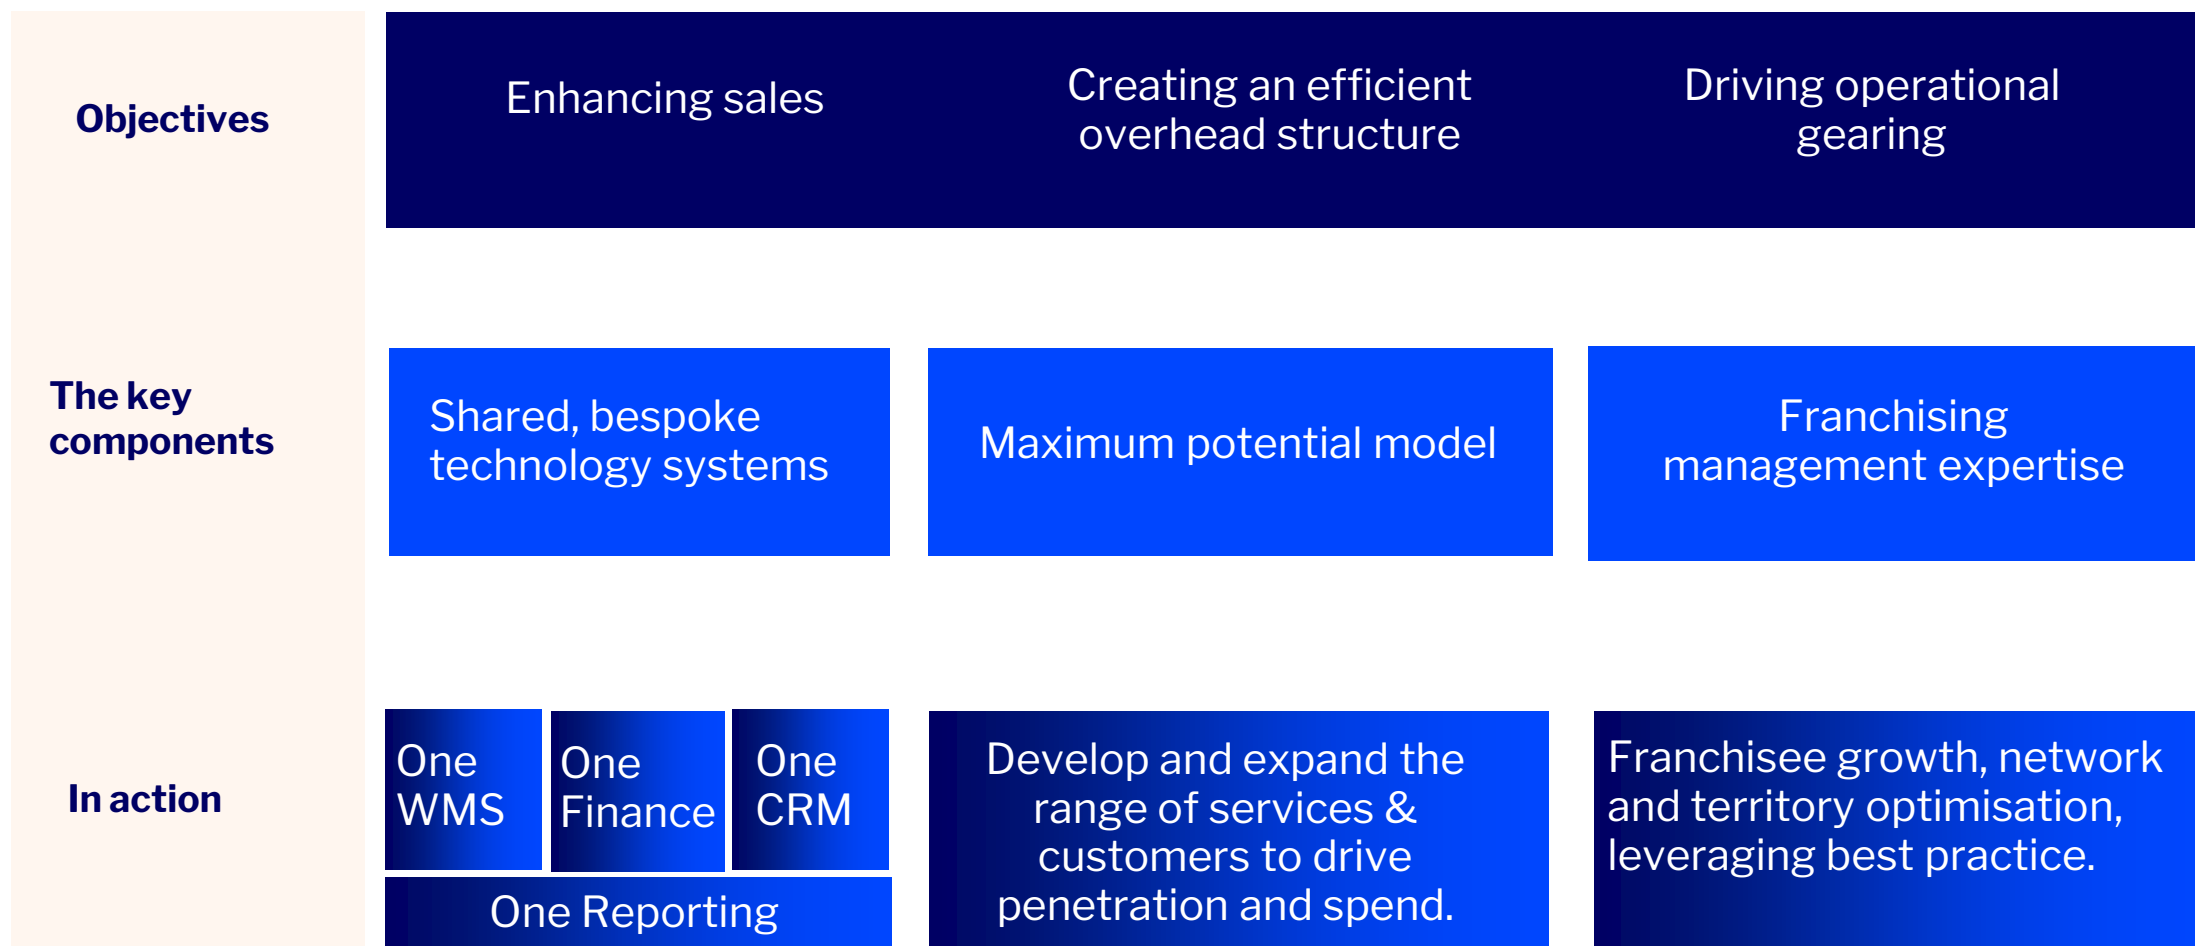 Objectives
Enhancing sales
Creating an efficient
overhead structure
Driving operational
gearing
The key
components
Shared, bespoke
technology systems
Maximum potential model
Franchising
management expertise
In action
One
WMS
One
Finance
One
CRM
One Reporting
Develop and expand the
range of services &
customers to drive
penetration and spend.
Franchisee growth, network
and territory optimisation,
leveraging best practice.